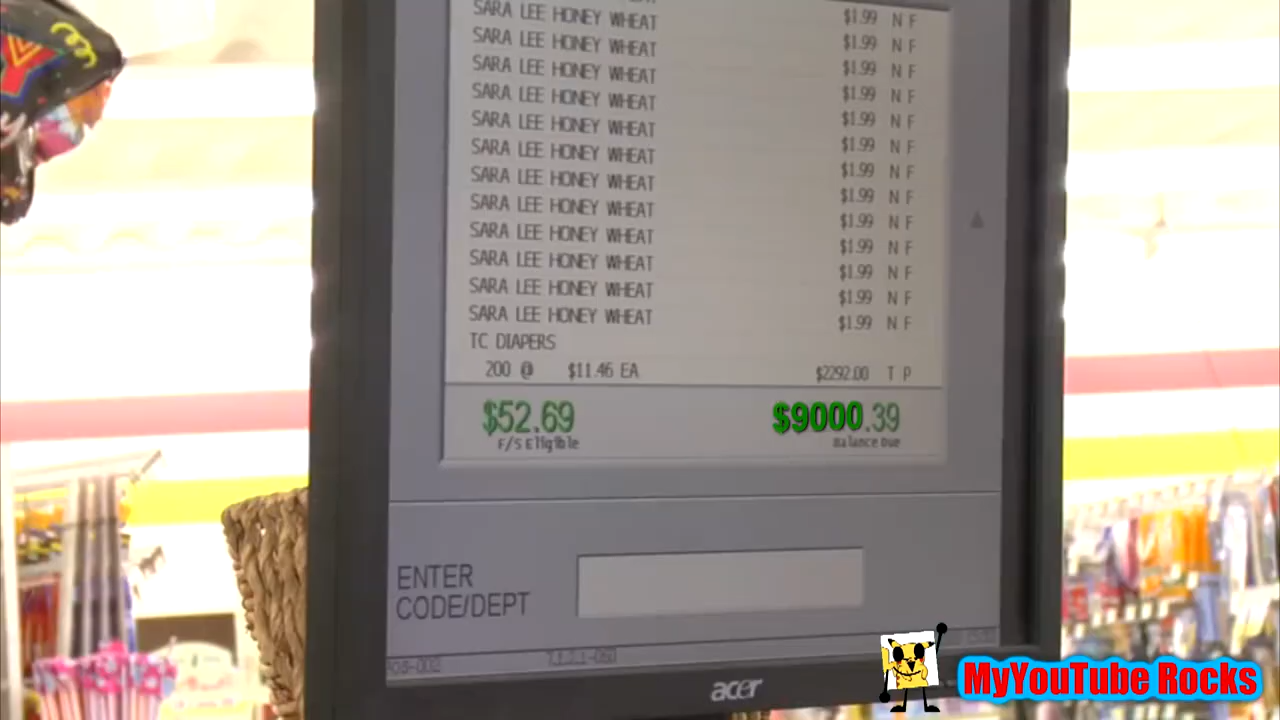 SARA LEE HONEY WHEAT $1.99 N F
SARA LEE HONEY WHEAT $1.99 N F
SARA LEE HONEY WHEAT $1.99 N F
SARA LEE HONEY WHEAT $1.99 N F
SARA LEE HONEY WHEAT $1.99 N F
SARA LEE HONEY WHEAT $1.99 N F
SARA LEE HONEY WHEAT $1.99 N F
SARA LEE HONEY WHEAT $1.99 N F
SARA LEE HONEY WHEAT $1.99 N F
SARA LEE HONEY WHEAT $1.99 N F
SARA LEE HONEY WHEAT $1.99 N F
SARA LEE HONEY WHEAT $1.99 N F
TC DIAPERS $1.99 N F
200 @ $11.46 EA $2292.00 T P
$52.69 $9000.39
F/S Eligible Balance Due
ENTER
CODE/DEPT
acer
MyYouTube Rocks